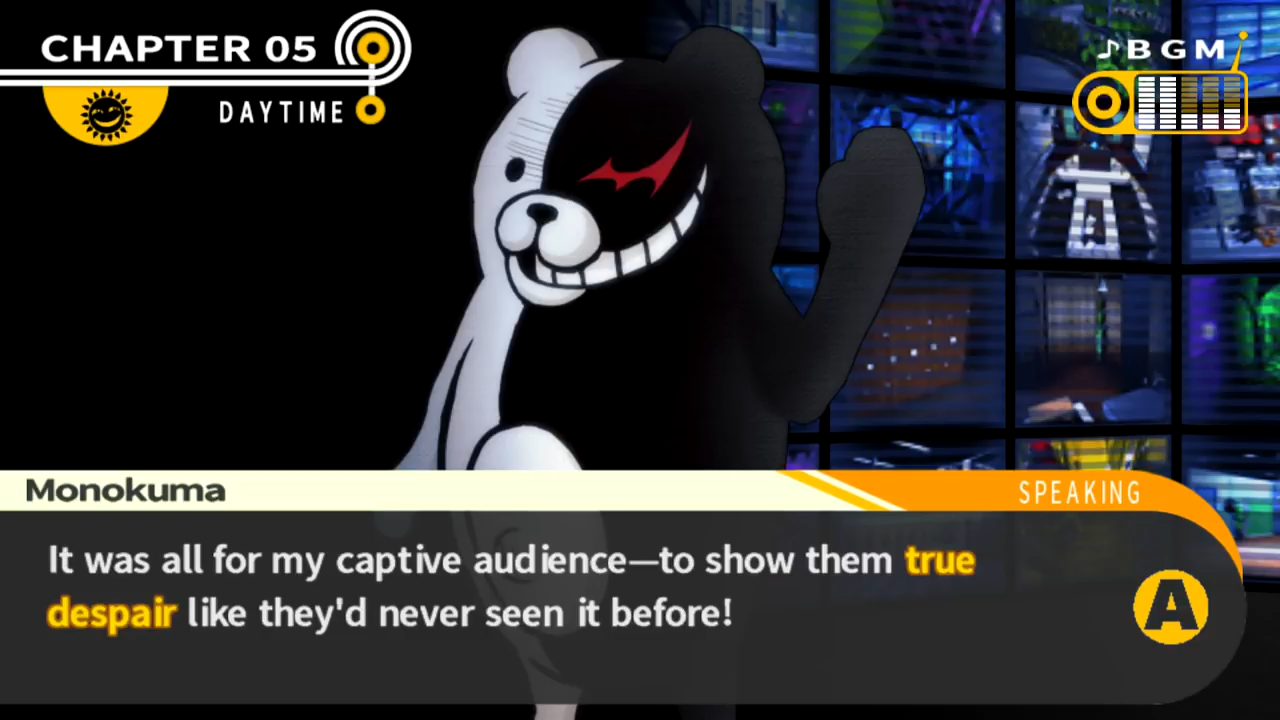 CHAPTER 05
DAYTIME
♪BGM
Monokuma
SPEAKING
It was all for my captive audience—to show them true
despair like they'd never seen it before!
A